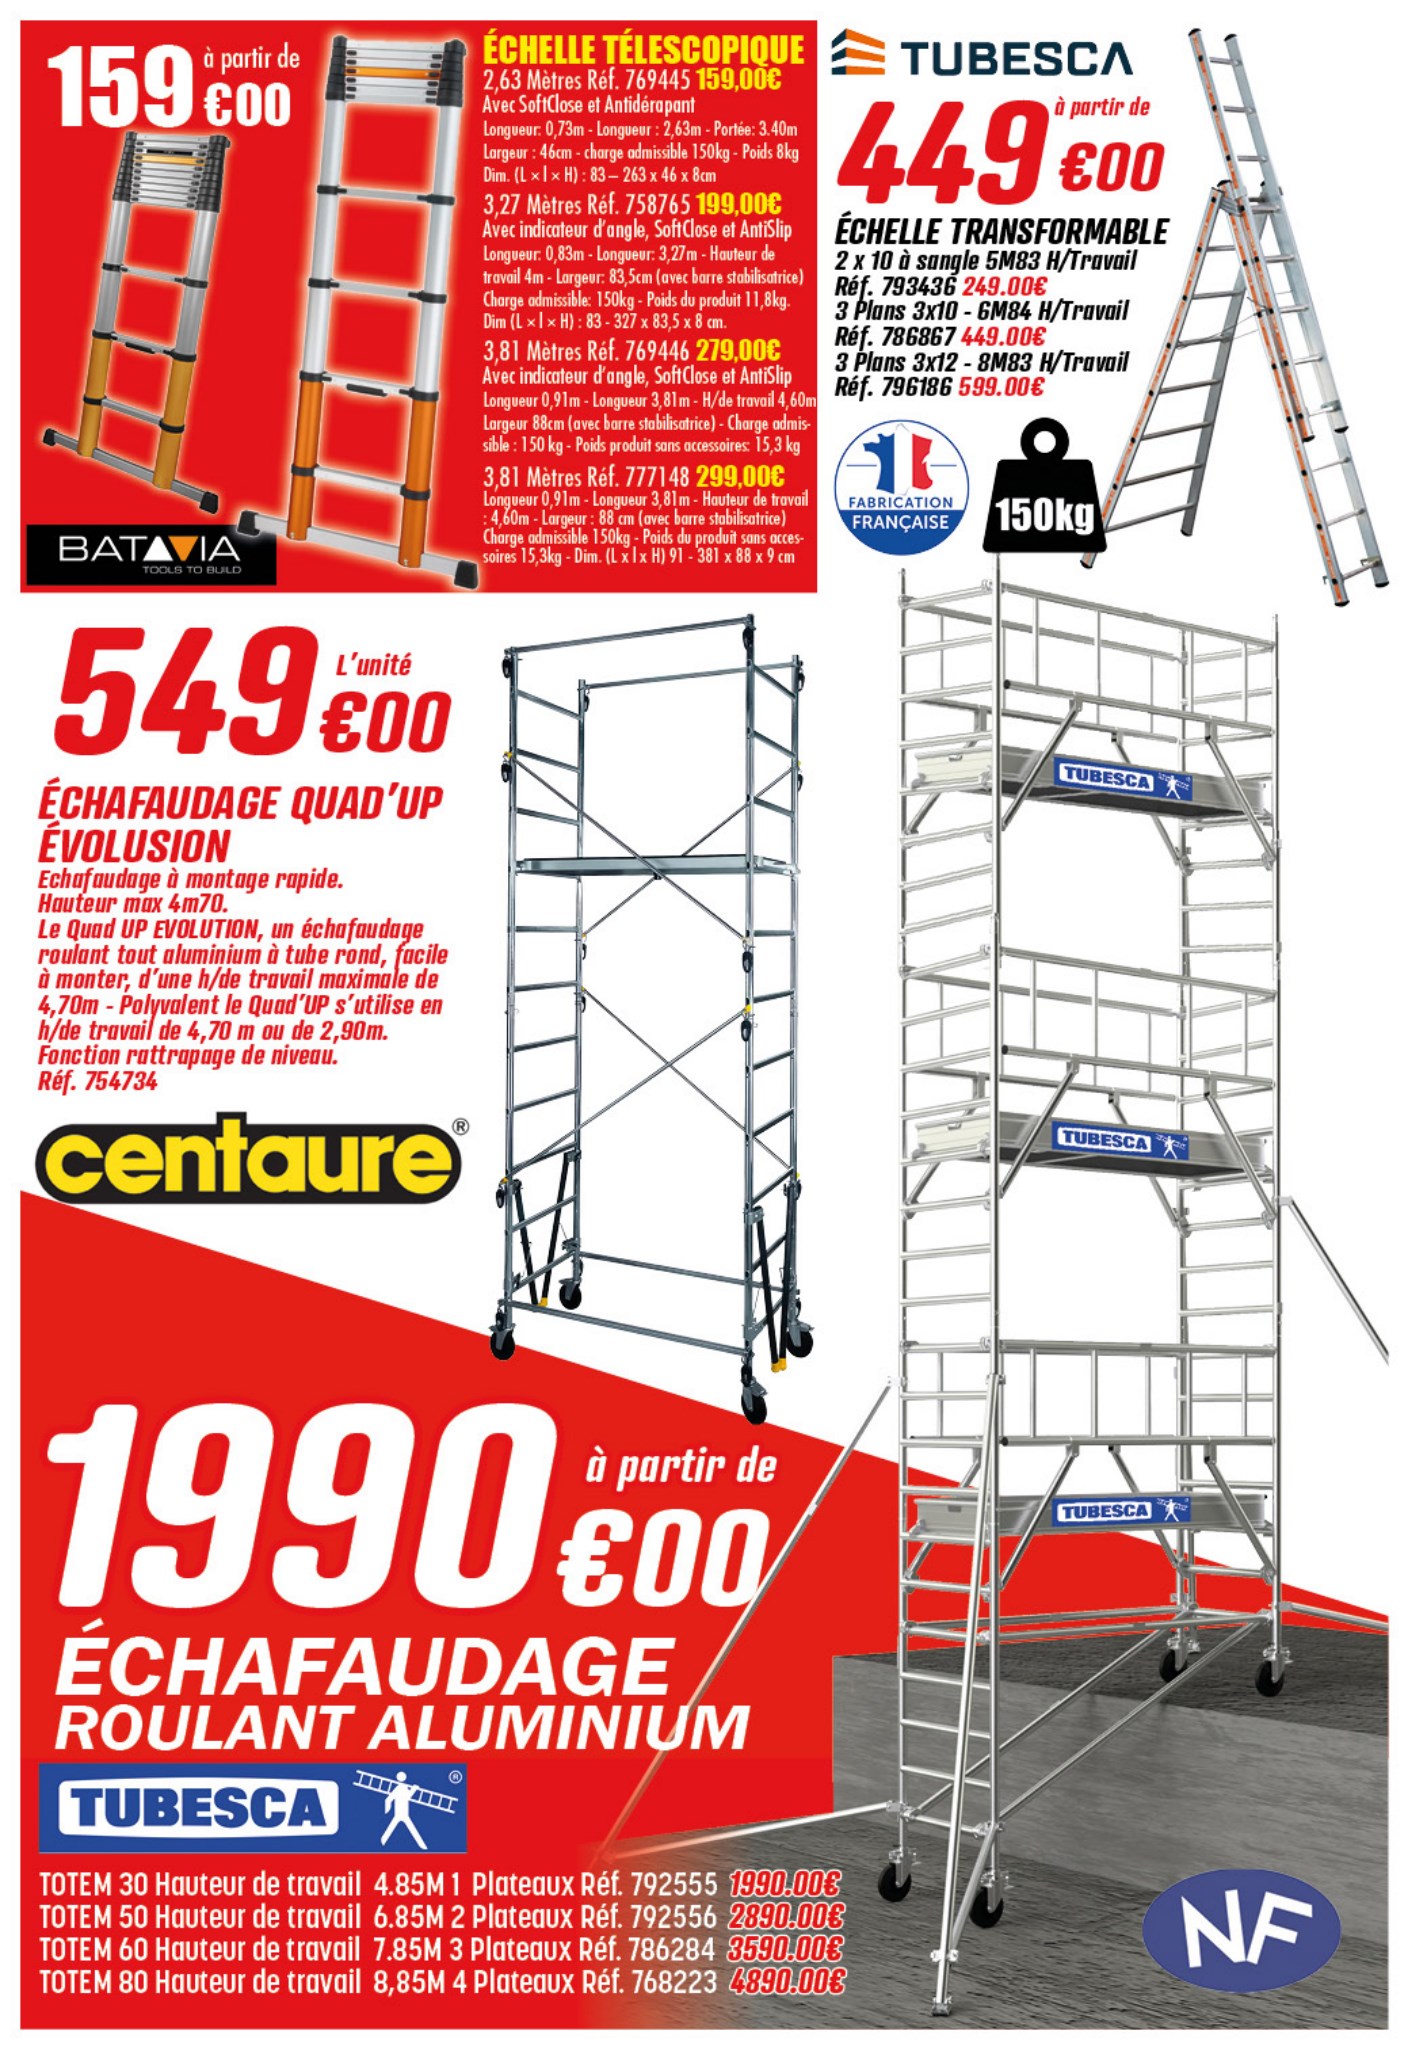 159
à partir de
€00
BATAVIA
TOOLS TO BUILD
ÉCHELLE TÉLESCOPIQUE
2,63 Mètres Réf. 769445 159,00€
Avec SoftClose et Antidérapant
Longueur: 0,73m - Longueur : 2,63m - Portée: 3.40m
Largeur : 46cm - charge admissible 150kg - Poids 8kg
Dim. (L × l × H) : 83 – 263 x 46 x 8cm
3,27 Mètres Réf. 758765 199,00€
Avec indicateur d'angle, SoftClose et AntiSlip
Longueur: 0,83m - Longueur: 3,27m - Hauteur de
travail 4m - Largeur: 83,5cm (avec barre stabilisatrice)
Charge admissible: 150kg - Poids du produit 11,8kg.
Dim (L × l × H) : 83 - 327 x 83,5 x 8 cm.
3,81 Mètres Réf. 769446 279,00€
Avec indicateur d'angle, SoftClose et AntiSlip
Longueur 0,91m - Longueur 3,81m - H/de travail 4,60m
Largeur 88cm (avec barre stabilisatrice) - Charge admis-
sible : 150 kg - Poids produit sans accessoires: 15,3 kg
3,81 Mètres Réf. 777148 299,00€
Longueur 0,91m - Longueur 3,81m - Hauteur de travail
: 4,60m - Largeur : 88 cm (avec barre stabilisatrice)
Charge admissible 150kg - Poids du produit sans acces-
soires 15,3kg - Dim. (L x l x H) 91 - 381 x 88 x 9 cm
TUBESCA
à partir de
449 €00
ÉCHELLE TRANSFORMABLE
2 x 10 à sangle 5M83 H/Travail
Réf. 793436 249.00€
3 Plans 3x10 - 6M84 H/Travail
Réf. 786867 449.00€
3 Plans 3x12 - 8M83 H/Travail
Réf. 796186 599.00€
FABRICATION
FRANÇAISE
150kg
549
L'unité
€00
ÉCHAFAUDAGE QUAD'UP
ÉVOLUSION
Echafaudage à montage rapide.
Hauteur max 4m70.
Le Quad UP EVOLUTION, un échafaudage
roulant tout aluminium à tube rond, facile
à monter, d'une h/de travail maximale de
4,70m - Polyvalent le Quad'UP s'utilise en
h/de travail de 4,70 m ou de 2,90m.
Fonction rattrapage de niveau.
Réf. 754734
centaure®
TUBESCA
TUBESCA
TUBESCA
1990
à partir de
€00
ÉCHAFAUDAGE
ROULANT ALUMINIUM
TUBESCA ®
TOTEM 30 Hauteur de travail 4.85M 1 Plateaux Réf. 792555 1990.00€
TOTEM 50 Hauteur de travail 6.85M 2 Plateaux Réf. 792556 2890.00€
TOTEM 60 Hauteur de travail 7.85M 3 Plateaux Réf. 786284 3590.00€
TOTEM 80 Hauteur de travail 8,85M 4 Plateaux Réf. 768223 4890.00€
NF